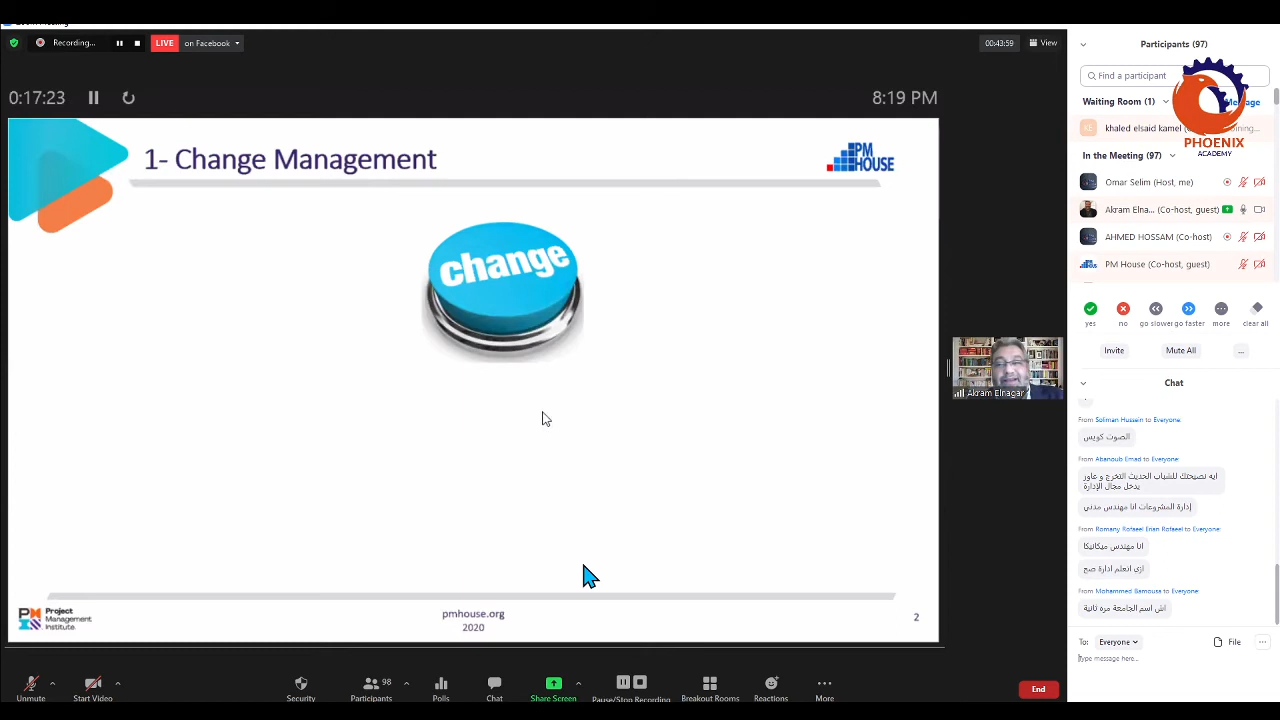 Recording...
LIVE
on Facebook
00:43:59
View
0:17:23
8:19 PM
1- Change Management
PM
HOUSE
change
Project
Management
Institute.
pmhouse.org
2020
2
Akram Elnagar
Participants (97)
Find a participant
Waiting Room (1)
Message
khaled elsaid kamel
PHOENIX
ACADEMY
In the Meeting (97)
Omar Selim (Host, me)
Akram Elna... (Co-host, guest)
AHMED HOSSAM (Co-host)
PM House (Co-host, guest)
yes
no
go slower
go faster
more
clear all
Invite
Mute All
...
Chat
From Soliman Hussein to Everyone:
الصوت كويس
From Abanoub Emad to Everyone:
ايه نصيحتك للشباب الحديث التخرج و عاوز
يدخل مجال الإدارة
إدارة المشروعات انا مهندس مدني
From Romany Rofaeel Erian Rofaeel to Everyone:
انا مهندس ميكانيكا
ازى اتعلم ادارة صح
From Mohammed Bamousa to Everyone:
اش اسم الجامعة مره ثانية
To:
Everyone
File
Type message here...
Unmute
Start Video
Security
98
Participants
Polls
Chat
Share Screen
Pause/Stop Recording
Breakout Rooms
Reactions
More
End